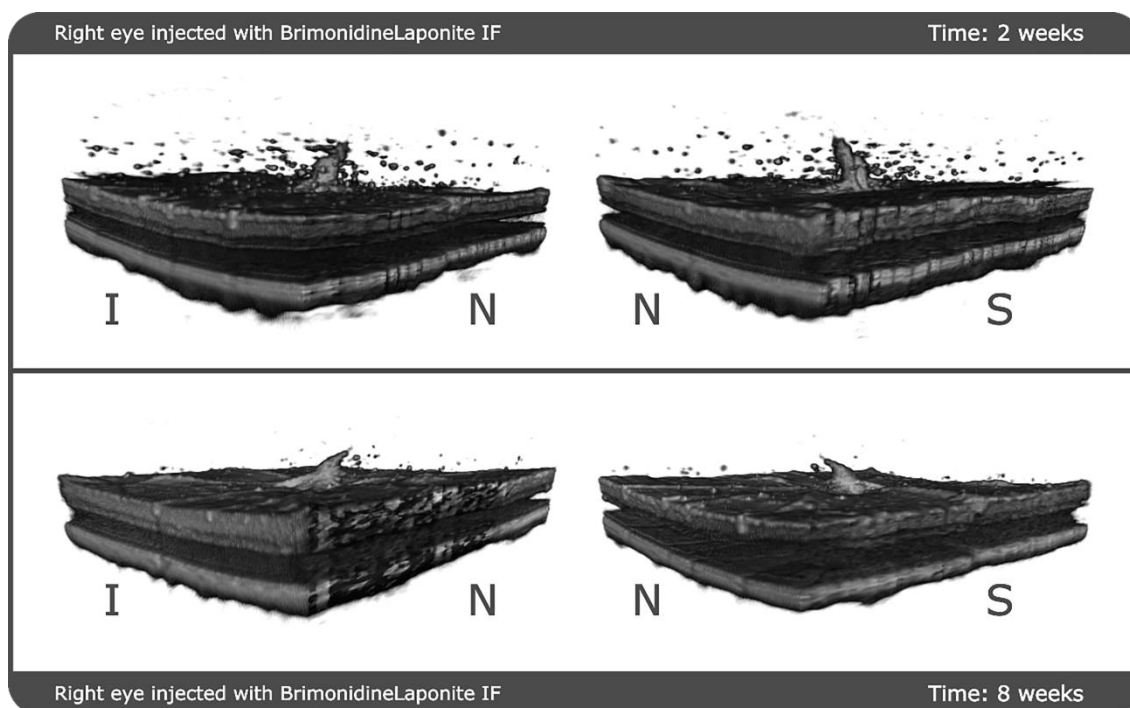 Right eye injected with BrimonidineLaponite IF
Time: 2 weeks
I
N
N
S
I
N
N
S
Right eye injected with BrimonidineLaponite IF
Time: 8 weeks